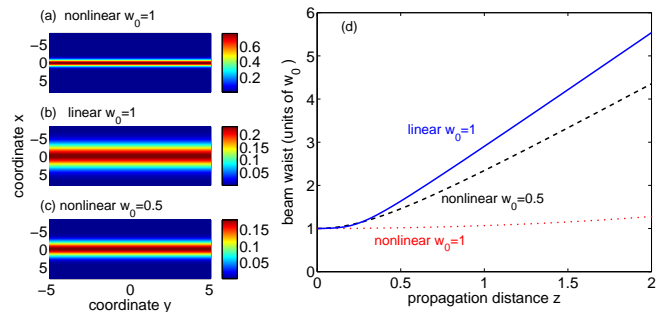 (a) nonlinear w₀=1
-5
0
5
0.6
0.4
0.2
(b) linear w₀=1
-5
0
5
0.2
0.15
0.1
0.05
(c) nonlinear w₀=0.5
-5
0
5
0.15
0.1
0.05
-5 0 5
coordinate y
coordinate x
(d)
6
5
4
3
2
1
0
0 0.5 1 1.5 2
beam waist (units of w₀)
propagation distance z
linear w₀=1
nonlinear w₀=0.5
nonlinear w₀=1